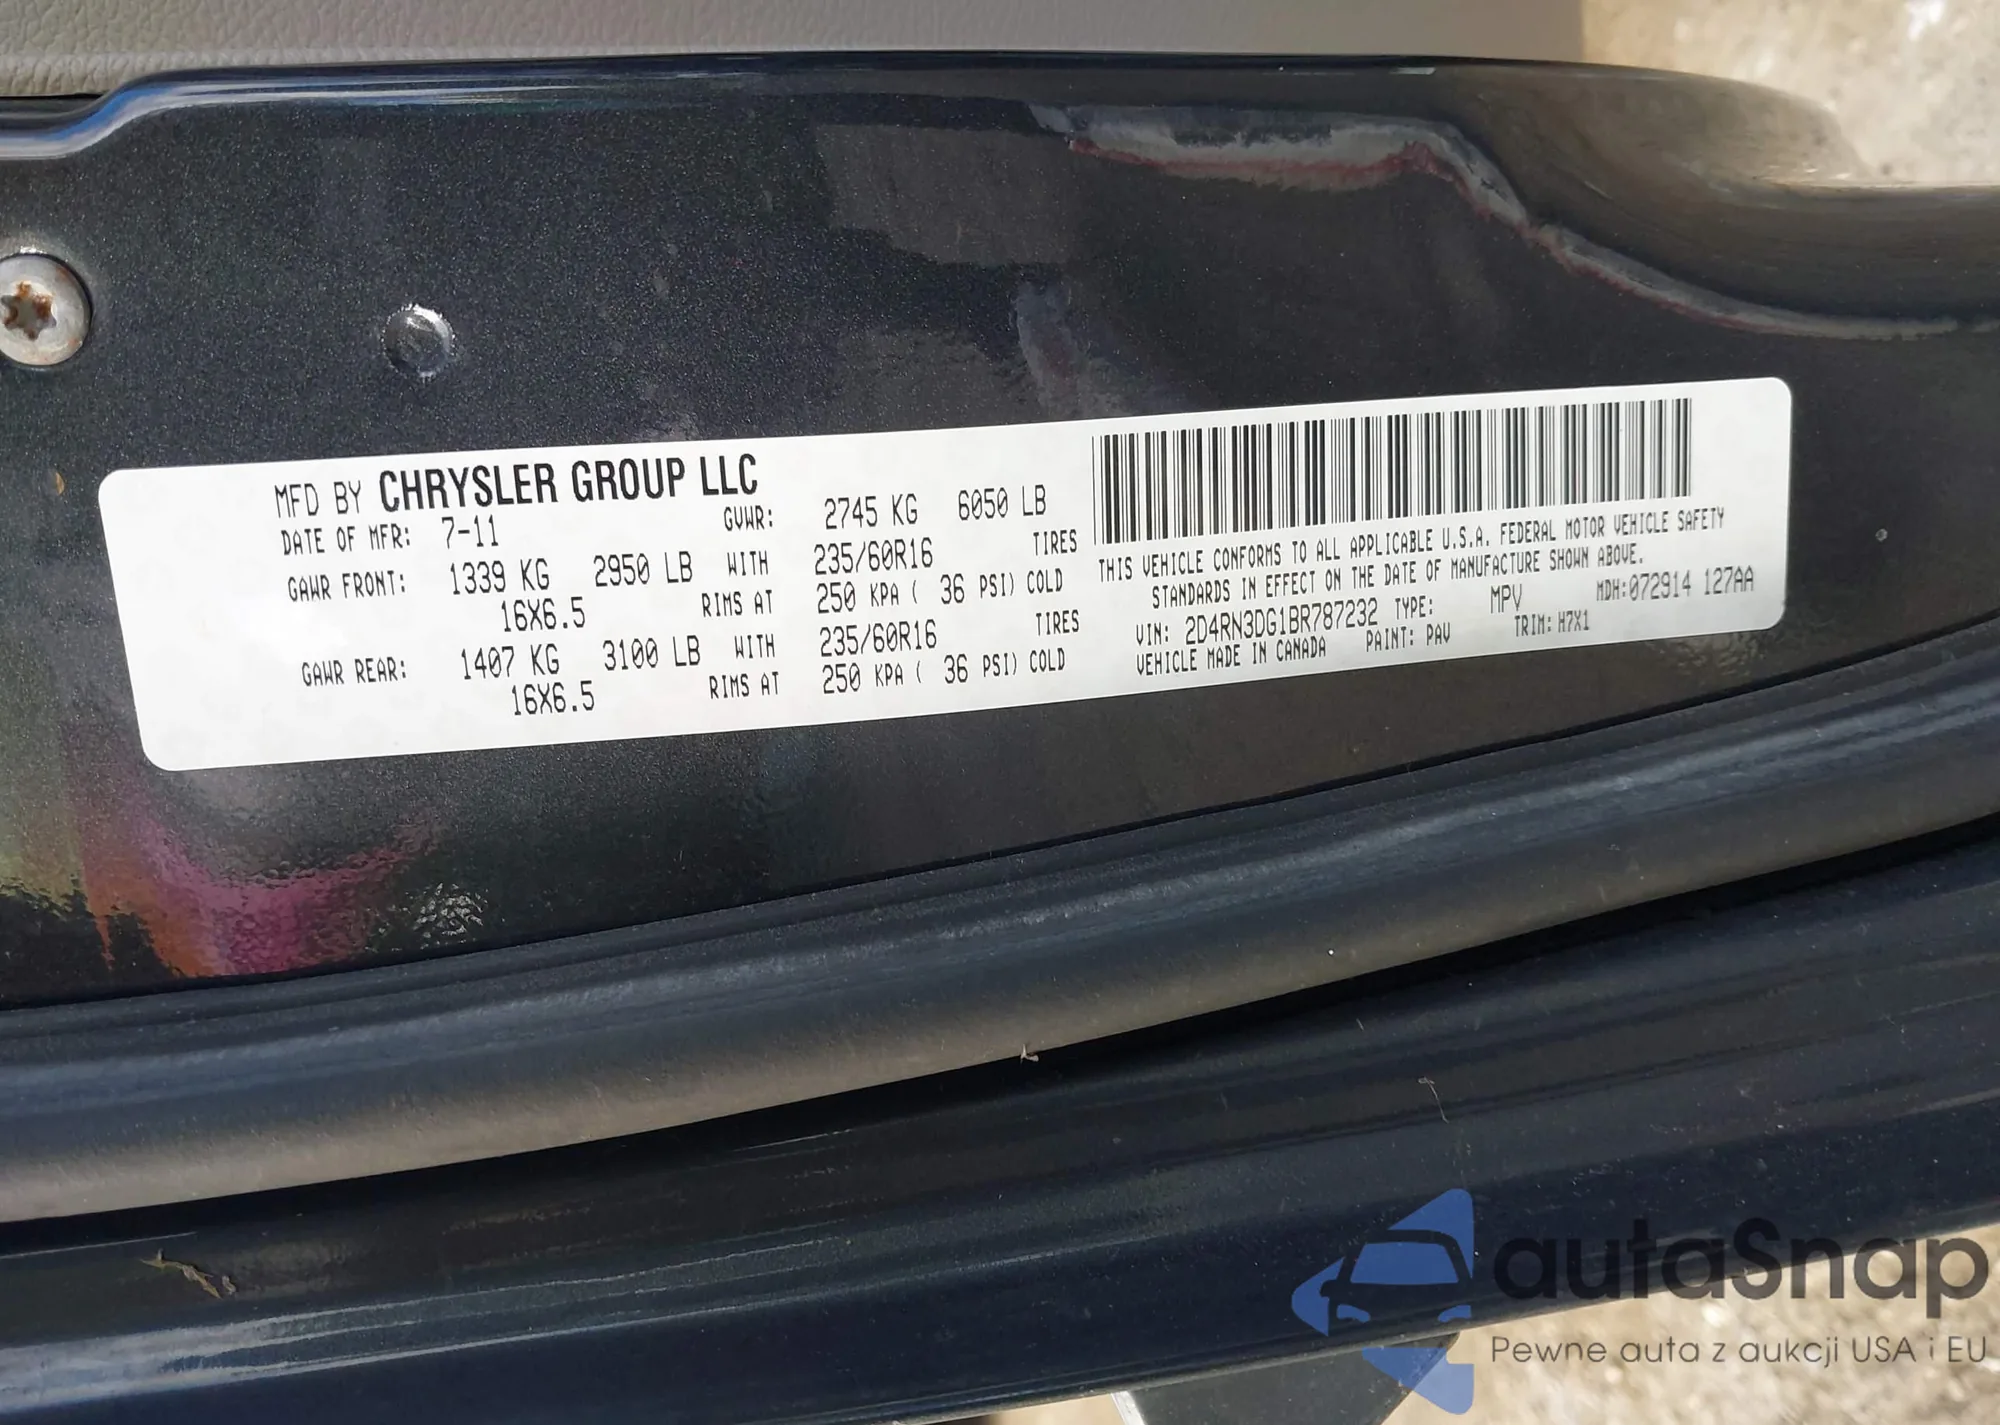 MFD BY CHRYSLER GROUP LLC
DATE OF MFR: 7-11 GVWR: 2745 KG 6050 LB
GAWR FRONT: 1339 KG 2950 LB WITH 235/60R16 TIRES
16X6.5 RIMS AT 250 KPA ( 36 PSI) COLD
GAWR REAR: 1407 KG 3100 LB WITH 235/60R16 TIRES
16X6.5 RIMS AT 250 KPA ( 36 PSI) COLD
THIS VEHICLE CONFORMS TO ALL APPLICABLE U.S.A. FEDERAL MOTOR VEHICLE SAFETY
STANDARDS IN EFFECT ON THE DATE OF MANUFACTURE SHOWN ABOVE.
VIN: 2D4RN3DG1BR787232 TYPE: MPV MDH:072914 127AA
VEHICLE MADE IN CANADA PAINT: PAV TRIM: H7X1
autaSnap
Pewne auta z aukcji USA i EU